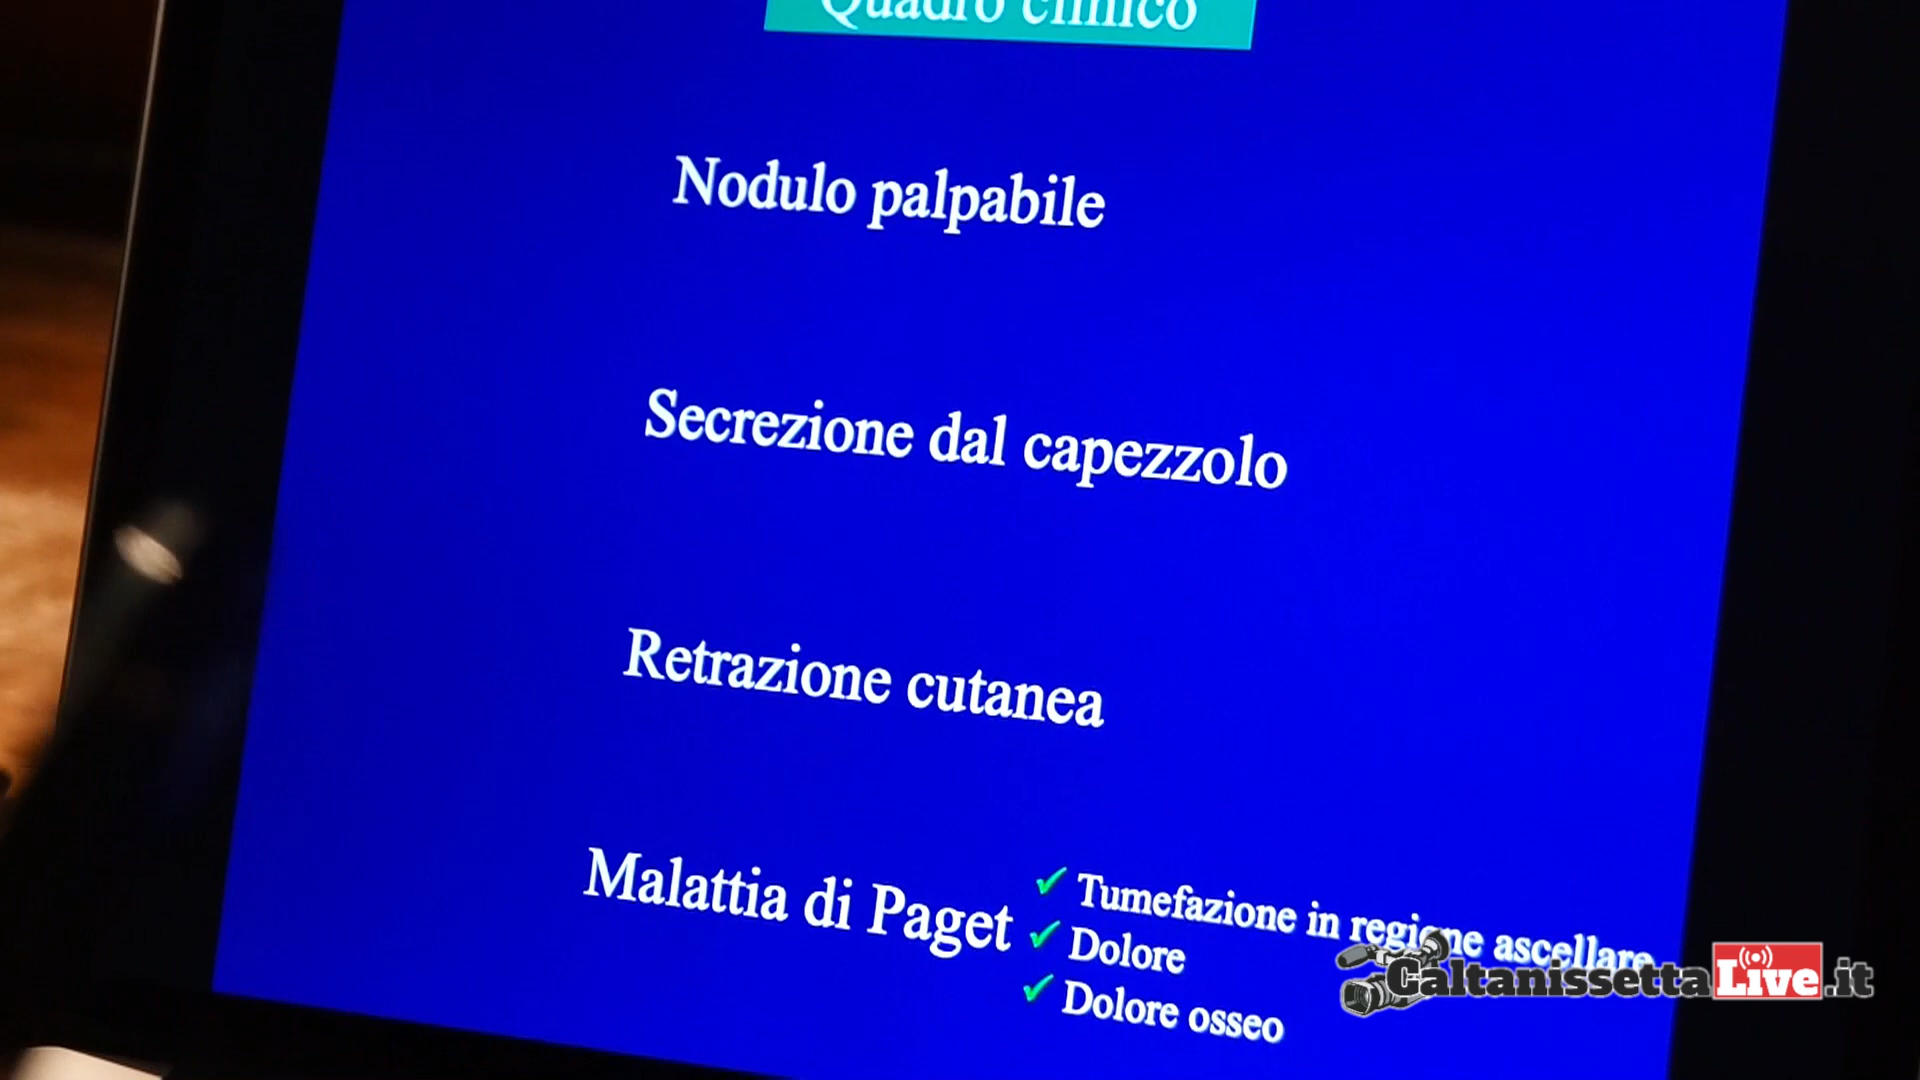 Quadro clinico
Nodulo palpabile
Secrezione dal capezzolo
Retrazione cutanea
Malattia di Paget
✓ Tumefazione in regione ascellare
✓ Dolore
✓ Dolore osseo
CaltanissettaLive.it